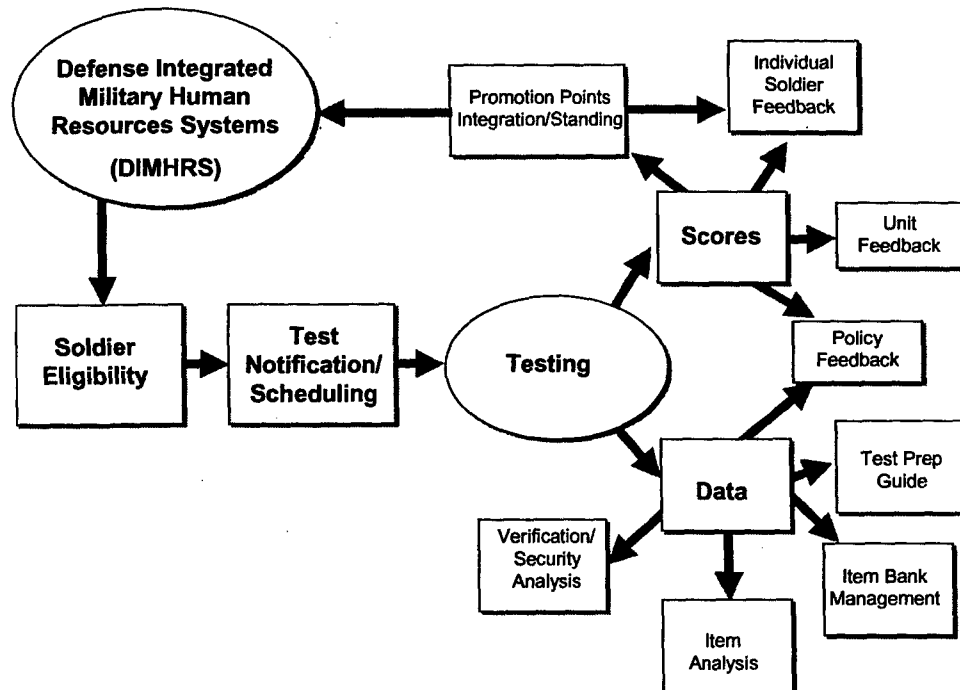 Defense Integrated
Military Human
Resources Systems
(DIMHRS)
Promotion Points
Integration/Standing
Individual
Soldier
Feedback
Scores
Unit
Feedback
Soldier
Eligibility
Test
Notification/
Scheduling
Testing
Policy
Feedback
Data
Test Prep
Guide
Verification/
Security
Analysis
Item Bank
Management
Item
Analysis